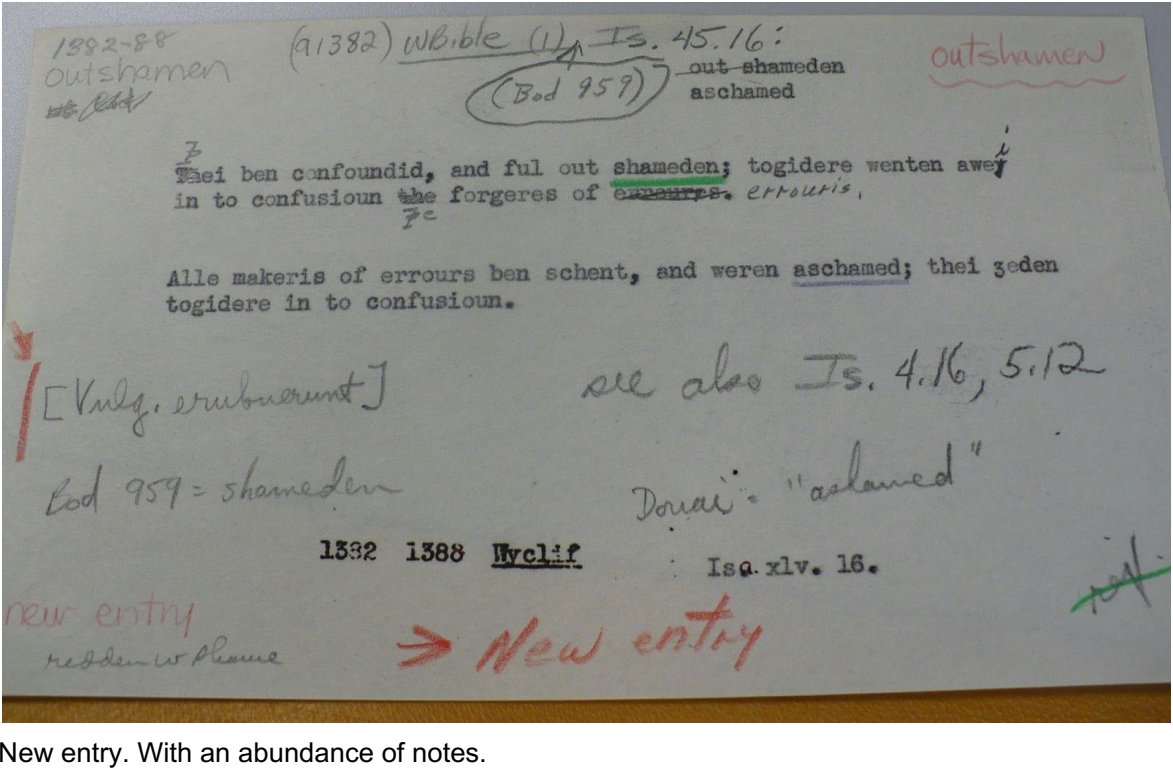 1382-88
outshamen
(a1382) WBible (1) Is. 45.16:
outshamen
(Bod 959)
out shameden
aschamed
Thei ben confoundid, and ful out shameden; togidere wenten awey i
in to confusioun the forgeres of erroures. errouris.
Ʒe
Alle makeris of errours ben schent, and weren aschamed; thei ʒeden
togidere in to confusioun.
[Vulg. erubuerunt]
see also Is. 4.16, 5.12
Bod 959 = shameden
Douai: "ashamed"
1382 1388 Wyclif
Isa. xlv. 16.
new entry
→ New entry
redden w shame
New entry. With an abundance of notes.